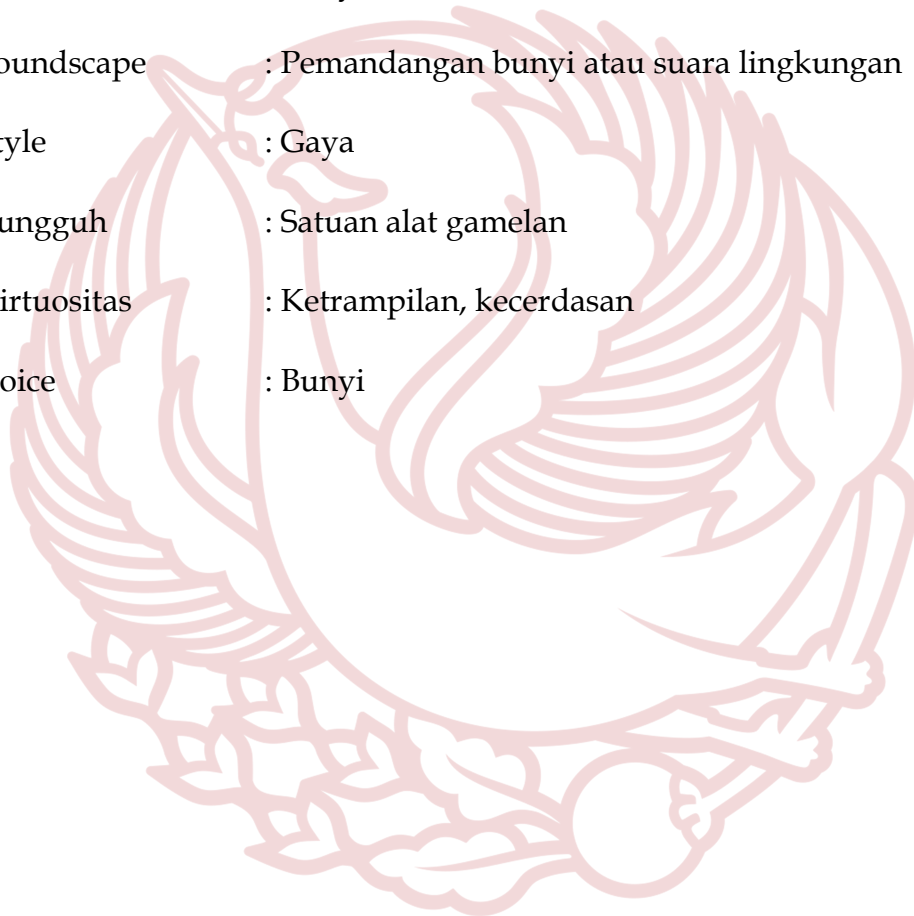 oundscape : Pemandangan bunyi atau suara lingkungan
tyle : Gaya
ungguh : Satuan alat gamelan
irtuositas : Ketrampilan, kecerdasan
oice : Bunyi